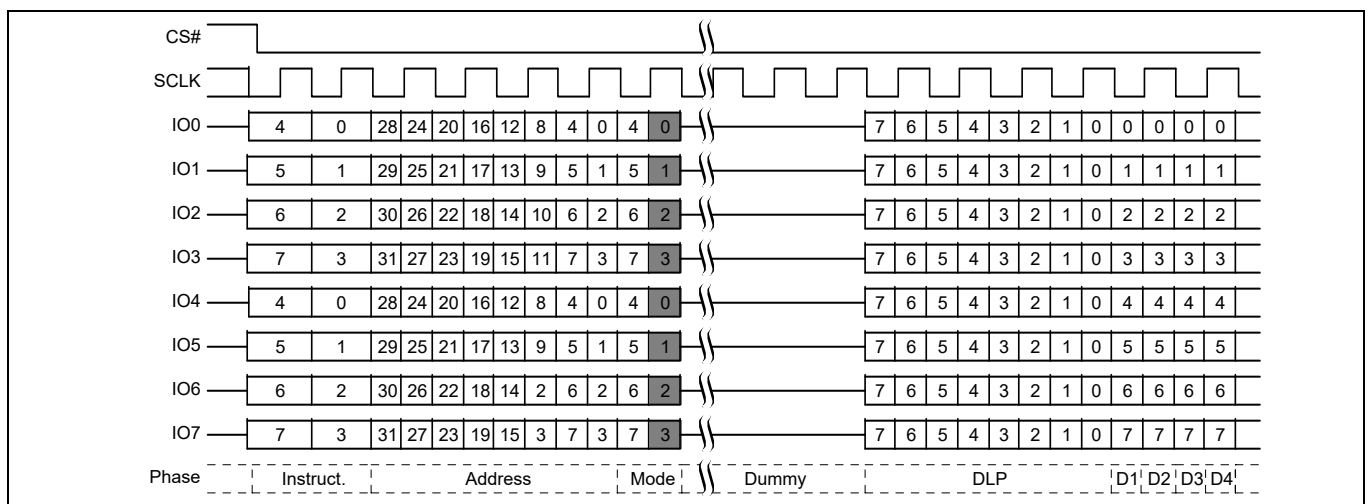 CS#
SCLK
IO0 4 0 28 24 20 16 12 8 4 0 4 0 7 6 5 4 3 2 1 0 0 0 0 0
IO1 5 1 29 25 21 17 13 9 5 1 5 1 7 6 5 4 3 2 1 0 1 1 1 1
IO2 6 2 30 26 22 18 14 10 6 2 6 2 7 6 5 4 3 2 1 0 2 2 2 2
IO3 7 3 31 27 23 19 15 11 7 3 7 3 7 6 5 4 3 2 1 0 3 3 3 3
IO4 4 0 28 24 20 16 12 8 4 0 4 0 7 6 5 4 3 2 1 0 4 4 4 4
IO5 5 1 29 25 21 17 13 9 5 1 5 1 7 6 5 4 3 2 1 0 5 5 5 5
IO6 6 2 30 26 22 18 14 2 6 2 6 2 7 6 5 4 3 2 1 0 6 6 6 6
IO7 7 3 31 27 23 19 15 3 7 3 7 3 7 6 5 4 3 2 1 0 7 7 7 7
Phase Instruct. Address Mode Dummy DLP D1 D2 D3 D4